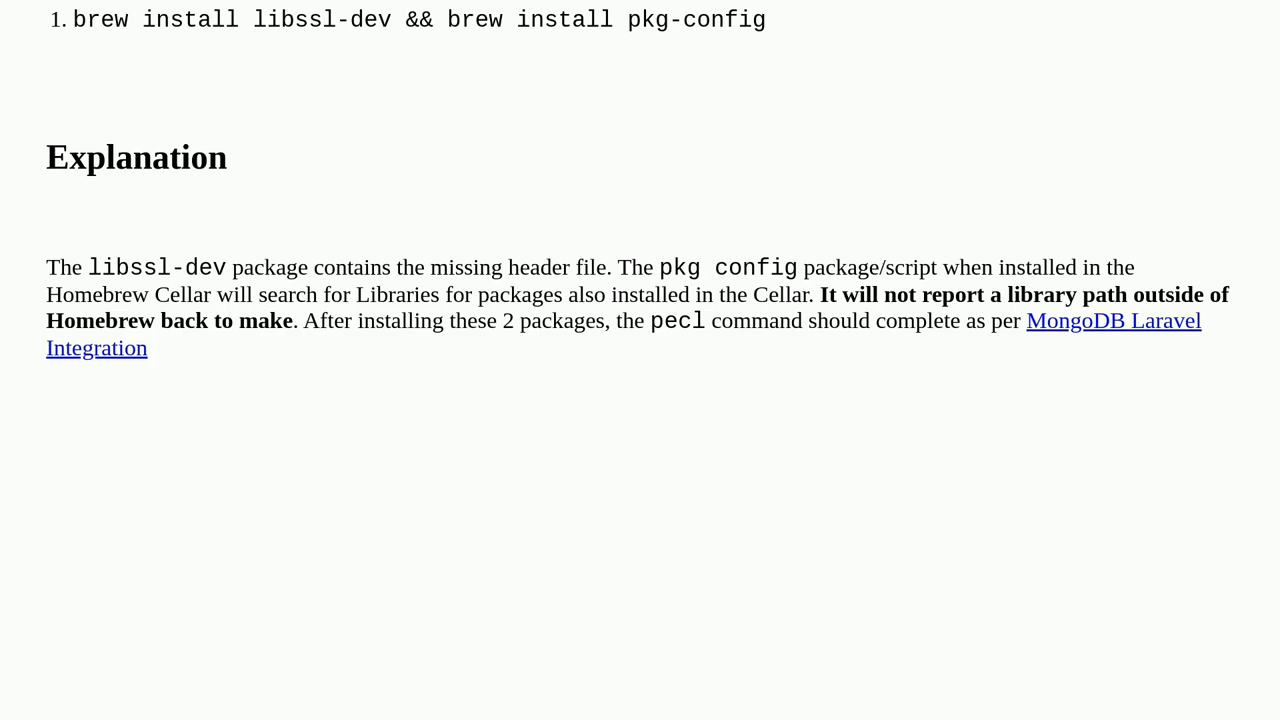 1. brew install libssl-dev && brew install pkg-config
Explanation
The libssl-dev package contains the missing header file. The pkg config package/script when installed in the
Homebrew Cellar will search for Libraries for packages also installed in the Cellar. It will not report a library path outside of
Homebrew back to make. After installing these 2 packages, the pecl command should complete as per MongoDB Laravel
Integration